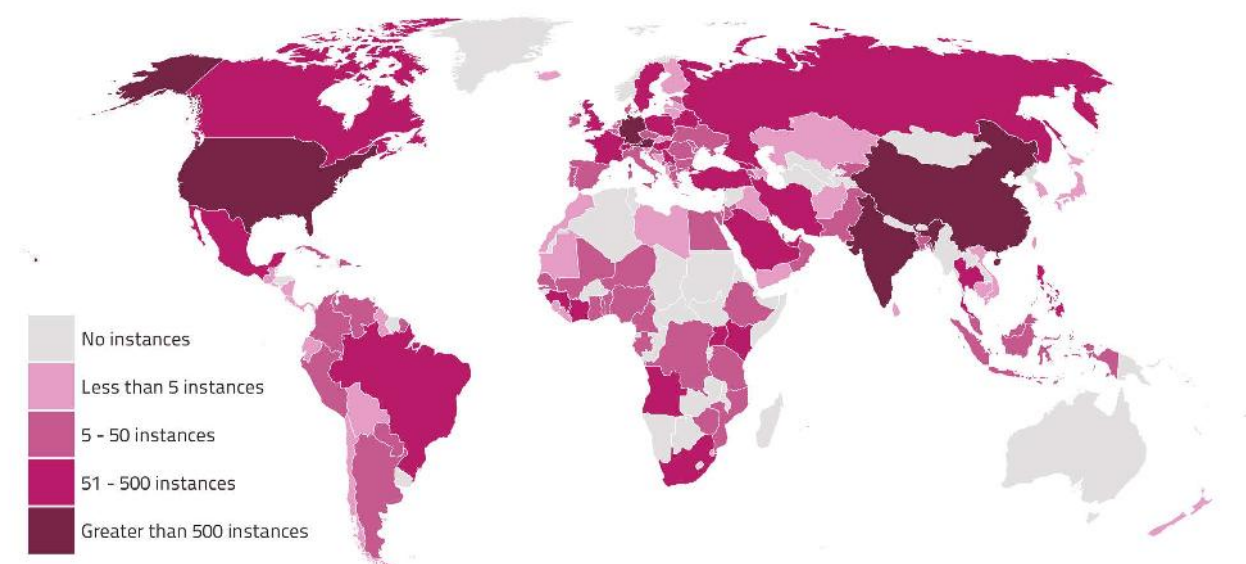 No instances
Less than 5 instances
5 - 50 instances
51 - 500 instances
Greater than 500 instances